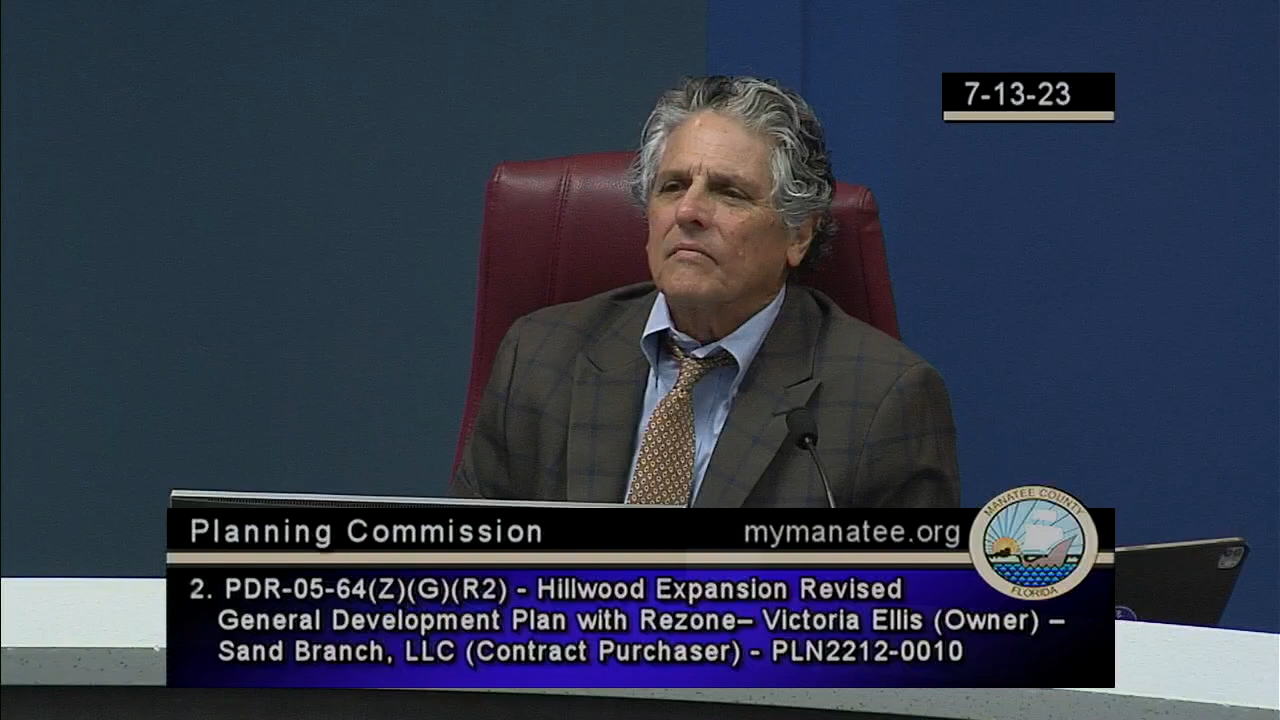 7-13-23
Planning Commission
mymanatee.org
MANATEE COUNTY
FLORIDA
2. PDR-05-64(Z)(G)(R2) - Hillwood Expansion Revised
General Development Plan with Rezone– Victoria Ellis (Owner) –
Sand Branch, LLC (Contract Purchaser) - PLN2212-0010